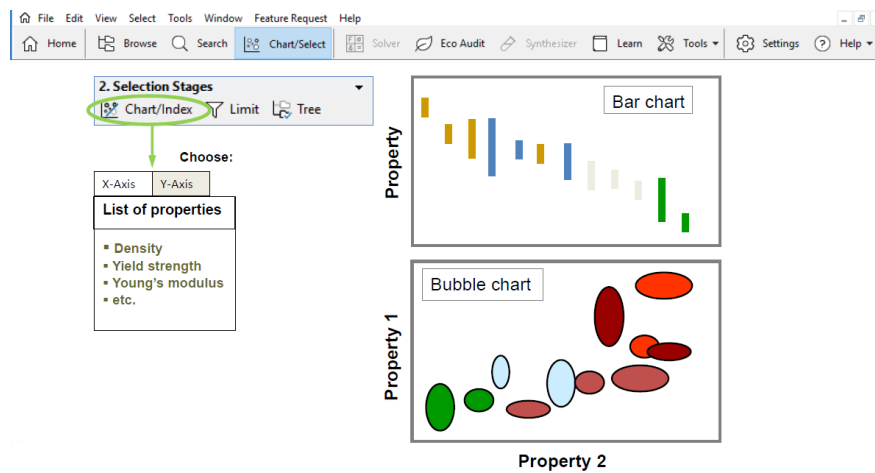 File Edit View Select Tools Window Feature Request Help
Home Browse Search Chart/Select Solver Eco Audit Synthesizer Learn Tools Settings Help
2. Selection Stages
Chart/Index Limit Tree
Choose:
X-Axis Y-Axis
List of properties
▪ Density
▪ Yield strength
▪ Young's modulus
▪ etc.
Property
Bar chart
Property 1
Bubble chart
Property 2